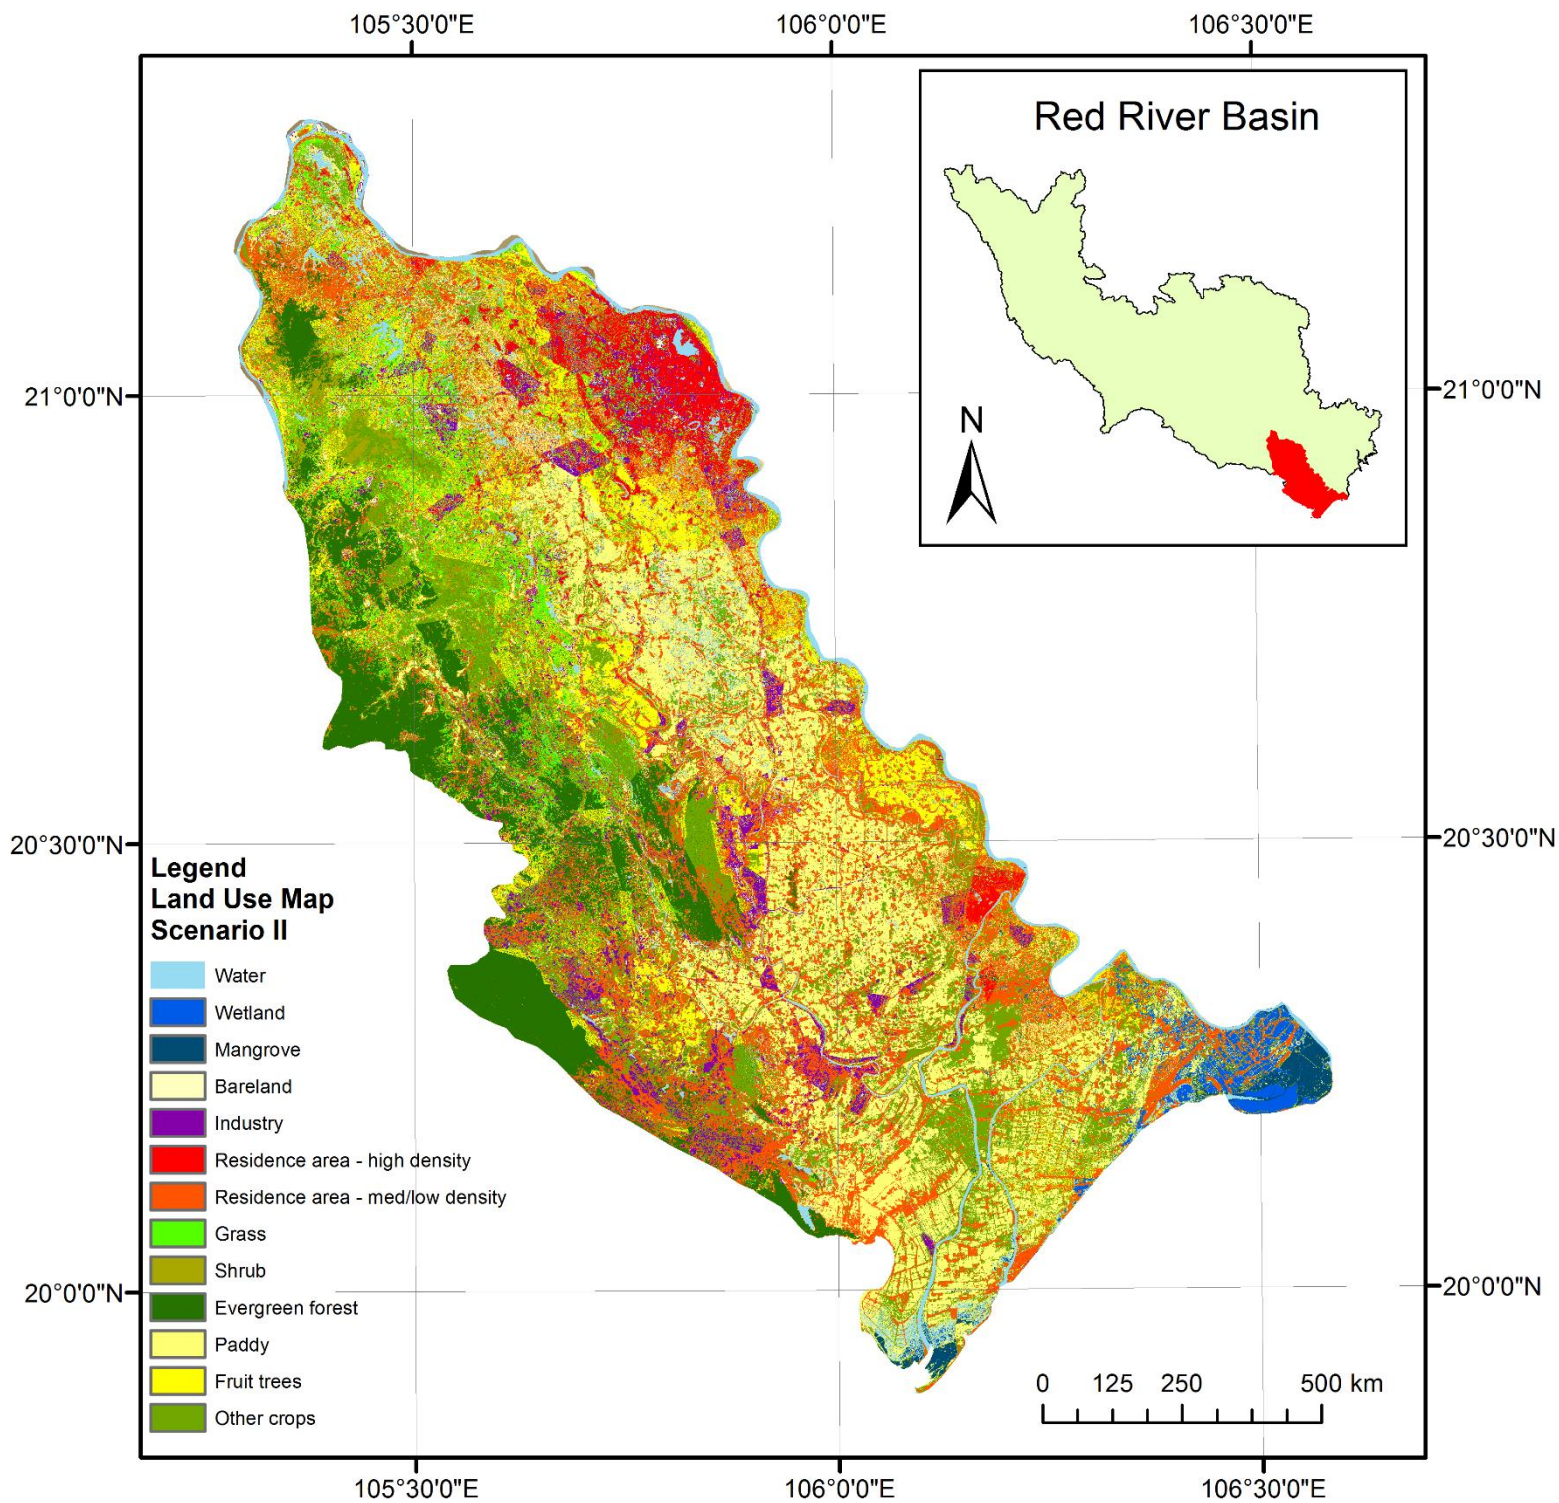 105°30'0"E
106°0'0"E
106°30'0"E
Red River Basin
N
21°0'0"N
21°0'0"N
20°30'0"N
20°30'0"N
20°0'0"N
20°0'0"N
Legend
Land Use Map
Scenario II
Water
Wetland
Mangrove
Bareland
Industry
Residence area - high density
Residence area - med/low density
Grass
Shrub
Evergreen forest
Paddy
Fruit trees
Other crops
0 125 250 500 km
105°30'0"E
106°0'0"E
106°30'0"E